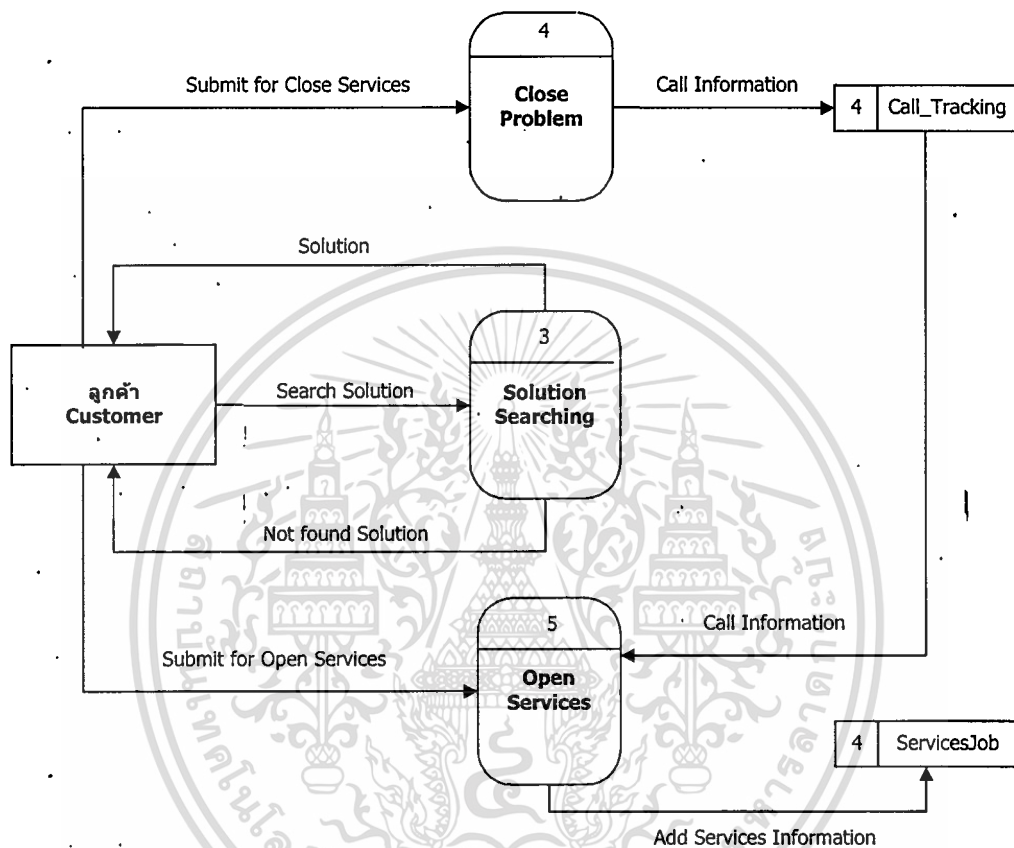 4
Submit for Close Services
Close
Problem
Call Information
4 Call_Tracking
Solution
3
ลูกค้า
Customer
Search Solution
Solution
Searching
Not found Solution
5
Call Information
Submit for Open Services
Open
Services
4 ServicesJob
Add Services Information